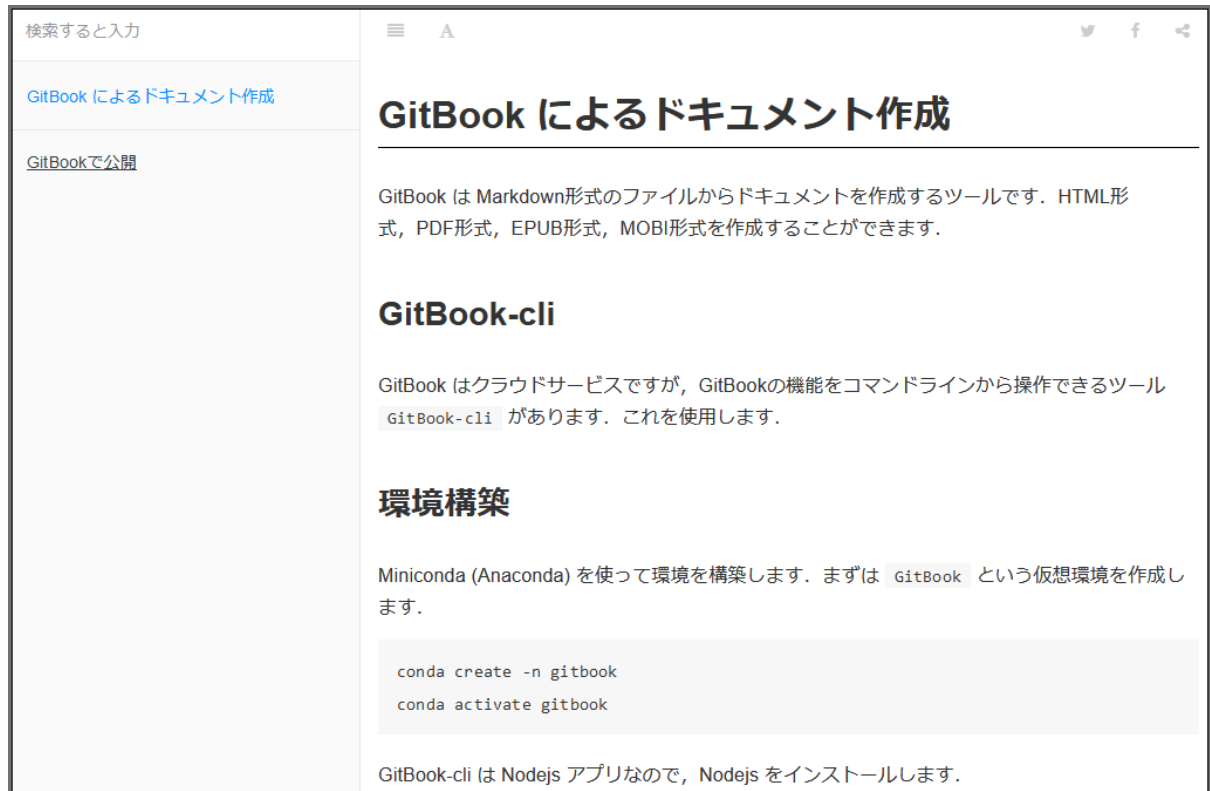 検索すると入力
A
GitBook によるドキュメント作成
GitBookで公開
GitBook によるドキュメント作成
GitBook は Markdown形式のファイルからドキュメントを作成するツールです．HTML形
式，PDF形式，EPUB形式，MOBI形式を作成することができます．
GitBook-cli
GitBook はクラウドサービスですが，GitBookの機能をコマンドラインから操作できるツール
GitBook-cli があります．これを使用します．
環境構築
Miniconda (Anaconda) を使って環境を構築します．まずは GitBook という仮想環境を作成し
ます．
conda create -n gitbook
conda activate gitbook
GitBook-cli は Nodejs アプリなので，Nodejs をインストールします．